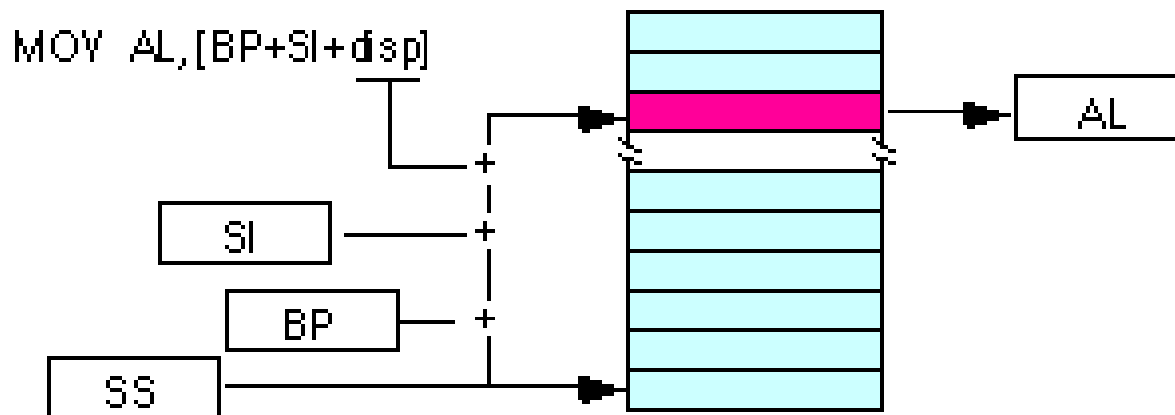 MOV AL,[BP+SI+disp]
AL
+
SI
+
BP
+
SS